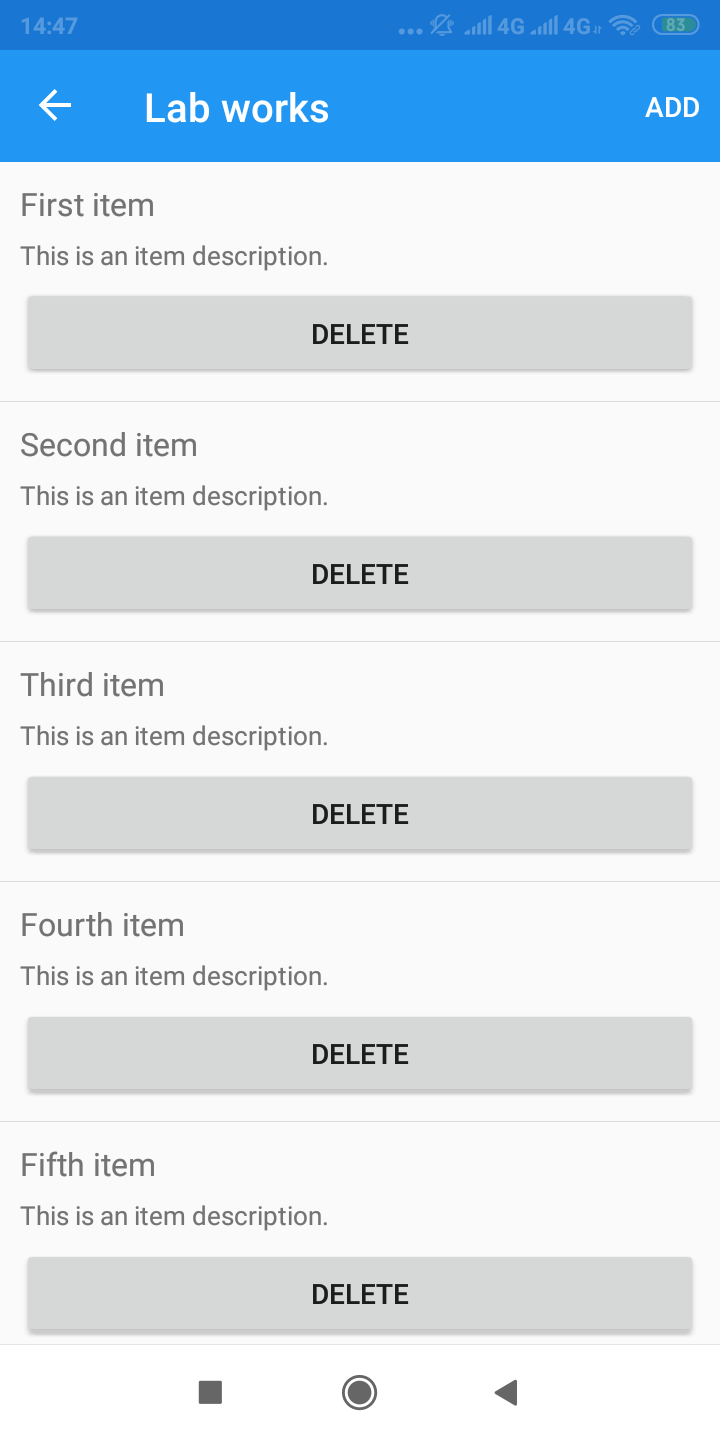 14:47 ... 4G 4G 83
Lab works ADD
First item
This is an item description.
DELETE
Second item
This is an item description.
DELETE
Third item
This is an item description.
DELETE
Fourth item
This is an item description.
DELETE
Fifth item
This is an item description.
DELETE